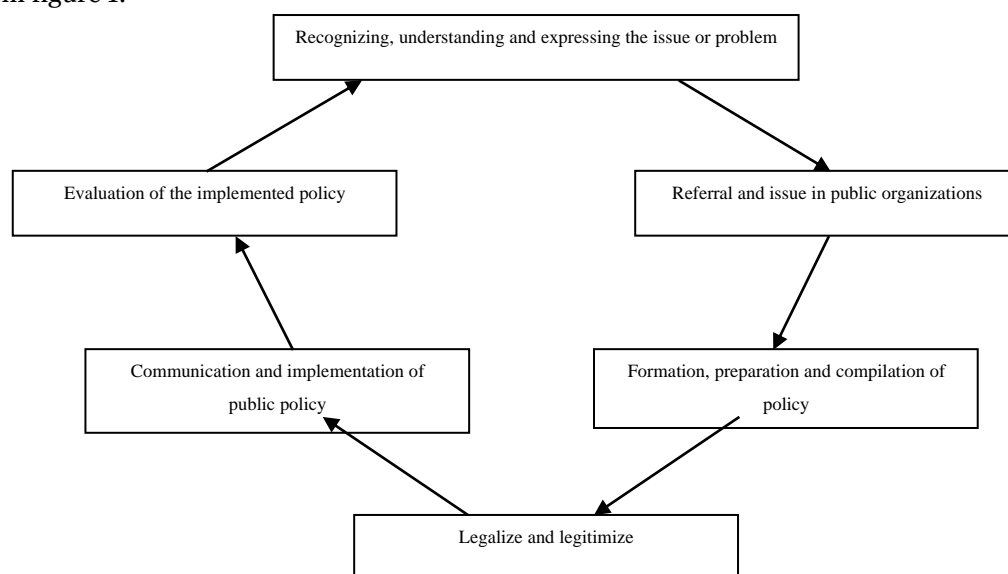 in figure 1.
Recognizing, understanding and expressing the issue or problem
Evaluation of the implemented policy
Referral and issue in public organizations
Communication and implementation of
public policy
Formation, preparation and compilation of
policy
Legalize and legitimize